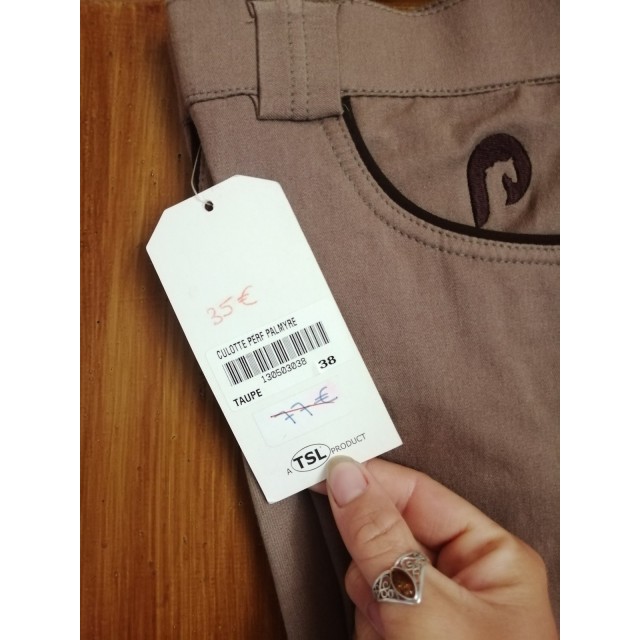 35€
CULOTTE PERF PALMYRE
130503038
TAUPE 38
77€
A TSL PRODUCT